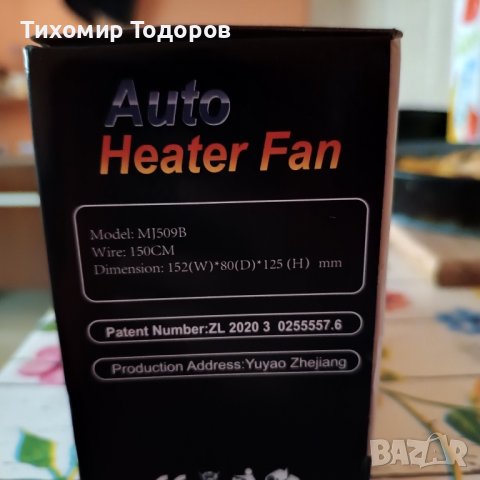 Тихомир Тодоров
Auto
Heater Fan
Model: MJ509B
Wire: 150CM
Dimension: 152(W)*80(D)*125 (H) mm
Patent Number:ZL 2020 3 0255557.6
Production Address:Yuyao Zhejiang
BAZAR